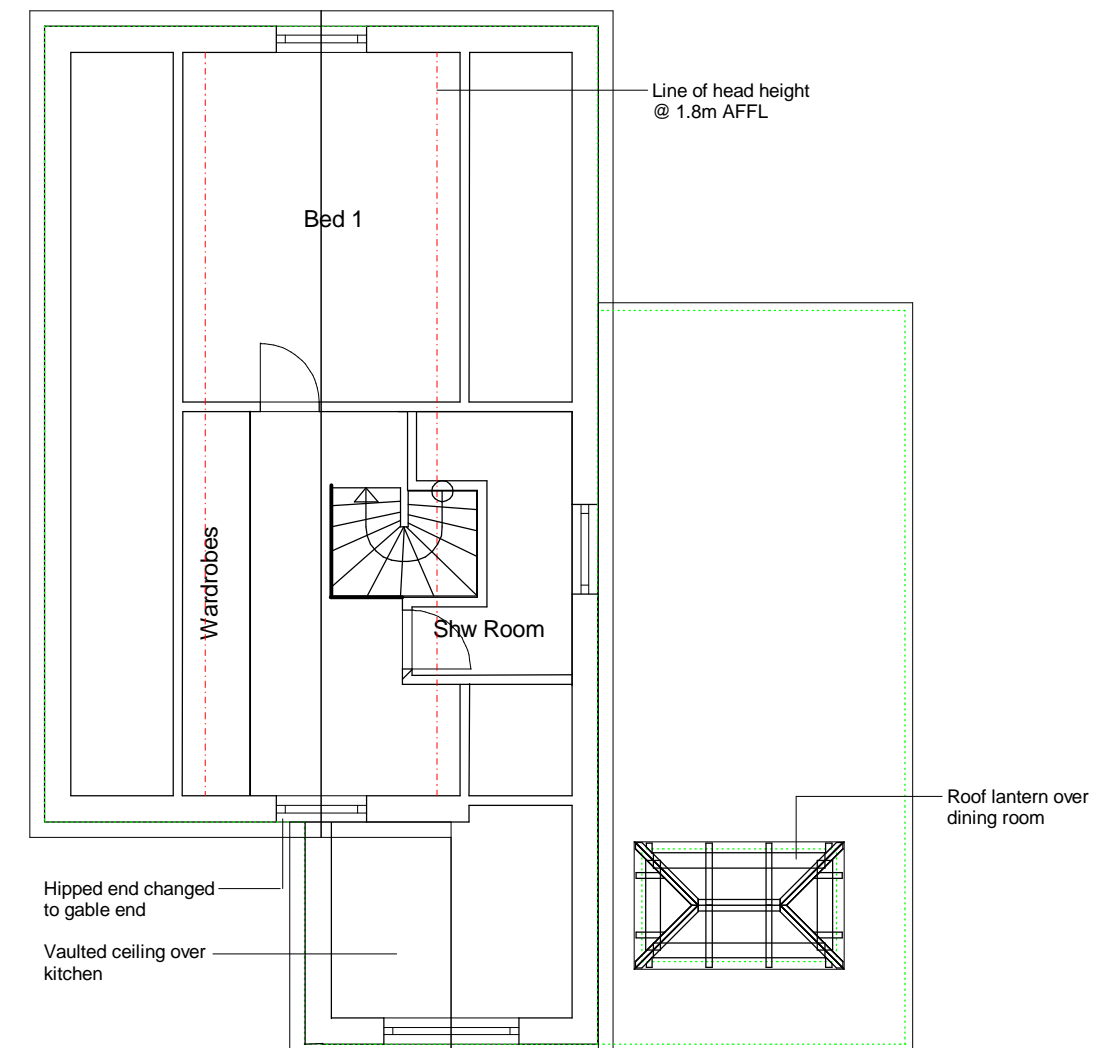 Line of head height
@ 1.8m AFFL
Bed 1
Wardrobes
Shw Room
Roof lantern over
dining room
Hipped end changed
to gable end
Vaulted ceiling over
kitchen